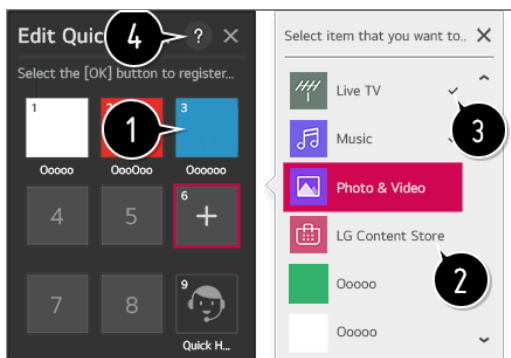 Edit Quic
4
?
Select the [OK] button to register...
1
2
3
1
Ooooo
OooOoo
Oooooo
4
5
6
+
7
8
9
Quick H...
Select item that you want to..
Live TV
3
Music
Photo & Video
LG Content Store
2
Ooooo
Ooooo